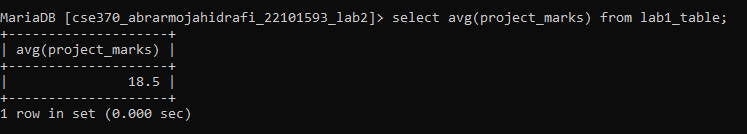 MariaDB [cse370_abrarmojahidrafi_22101593_lab2]> select avg(project_marks) from lab1_table;
+--------------------+
| avg(project_marks) |
+--------------------+
|               18.5 |
+--------------------+
1 row in set (0.000 sec)